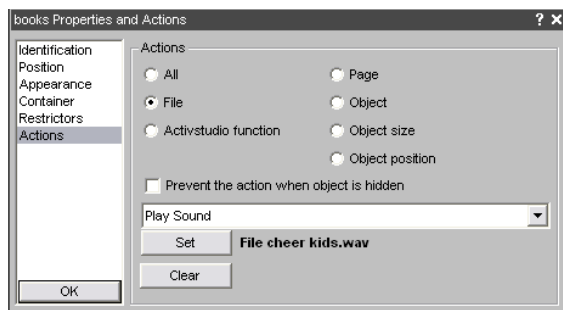 books Properties and Actions ? ×
Identification
Position
Appearance
Container
Restrictors
Actions
OK
Actions
All
File
Activstudio function
Page
Object
Object size
Object position
Prevent the action when object is hidden
Play Sound
Set File cheer kids.wav
Clear